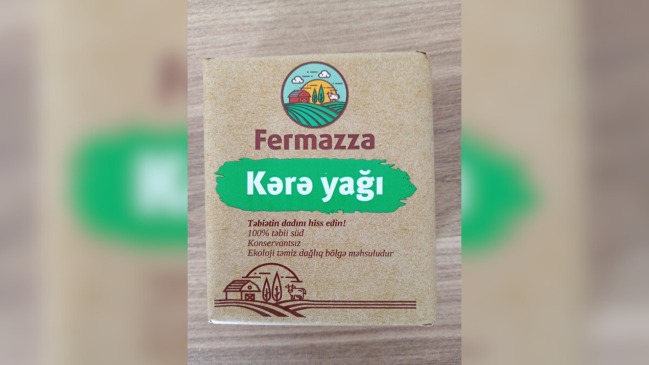 Fermazza
Kərə yağı
Təbiətin dadını hiss edin!
100% təbii süd
Konservantsız
Ekoloji təmiz dağlıq bölgə məhsuludur